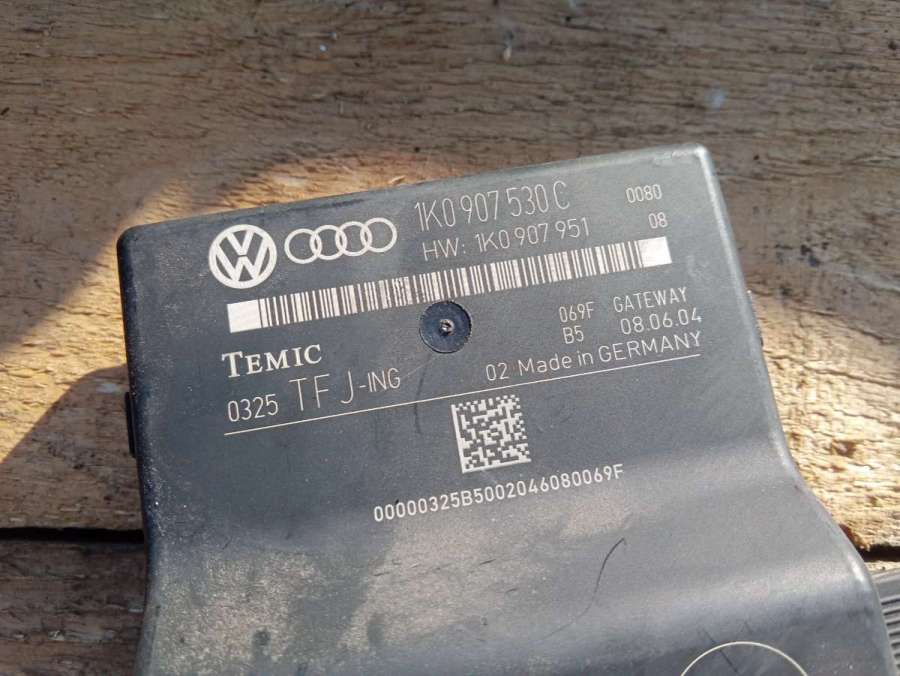 1K0 907 530 C 0080
HW: 1K0 907 951 08
069F GATEWAY
B5 08.06.04
TEMIC
0325 TF J-ING 02 Made in GERMANY
00000325B5002046080069F